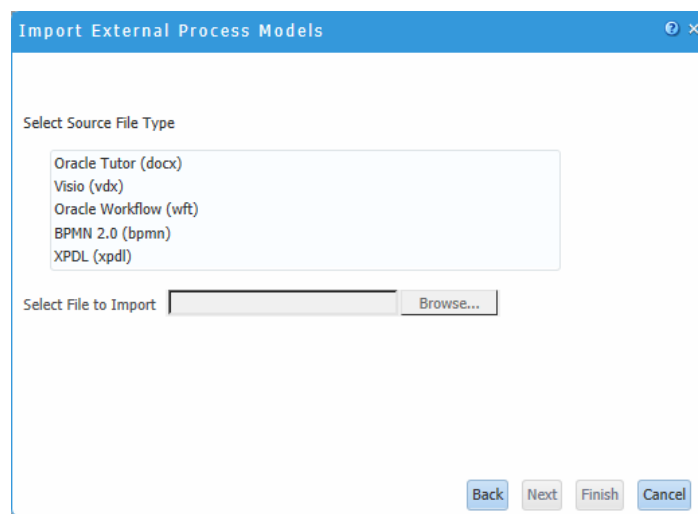 Import External Process Models
Select Source File Type
Oracle Tutor (docx)
Visio (vdx)
Oracle Workflow (wft)
BPMN 2.0 (bpmn)
XPDL (xpdl)
Select File to Import Browse...
Back Next Finish Cancel